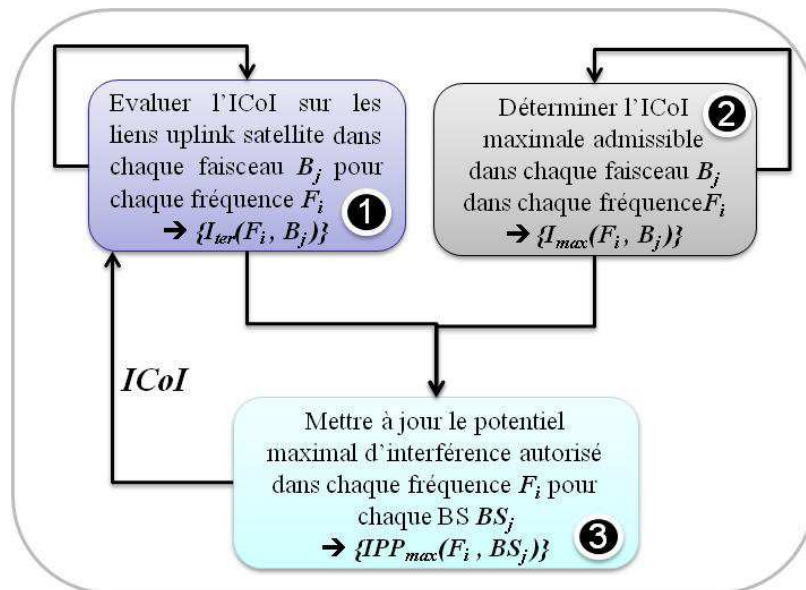 Evaluer l'ICoI sur les
liens uplink satellite dans
chaque faisceau Bj pour
chaque fréquence Fi
➔ {Iter(Fi , Bj)}
1
Déterminer l'ICoI
maximale admissible
dans chaque faisceau Bj
dans chaque fréquenceFi
➔ {Imax(Fi , Bj)}
2
ICoI
Mettre à jour le potentiel
maximal d'interférence autorisé
dans chaque fréquence Fi pour
chaque BS BSj
➔ {IPPmax(Fi , BSj)}
3